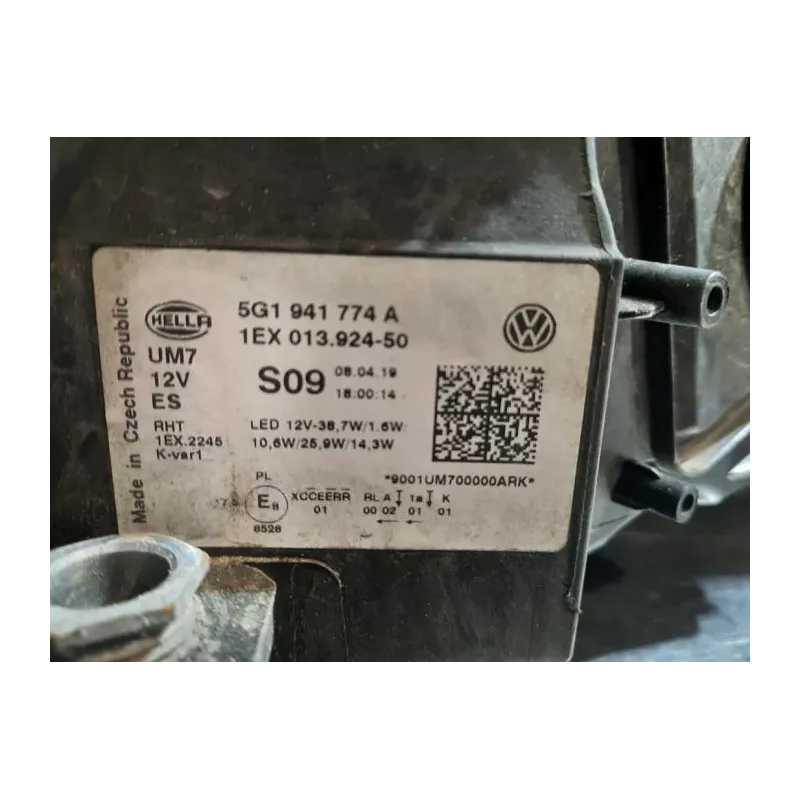 Made in Czech Republic
HELLA
5G1 941 774 A
1EX 013.924-50
UM7
12V
ES
S09
08.04.19
18:00:14
RHT
1EX.2245
K-var1
LED 12V-38,7W/1.6W
10,6W/25,9W/14,3W
*9001UM700000ARK*
PL
E8
6528
XCCEERR
01
RL A 1a K
00 02 01 01